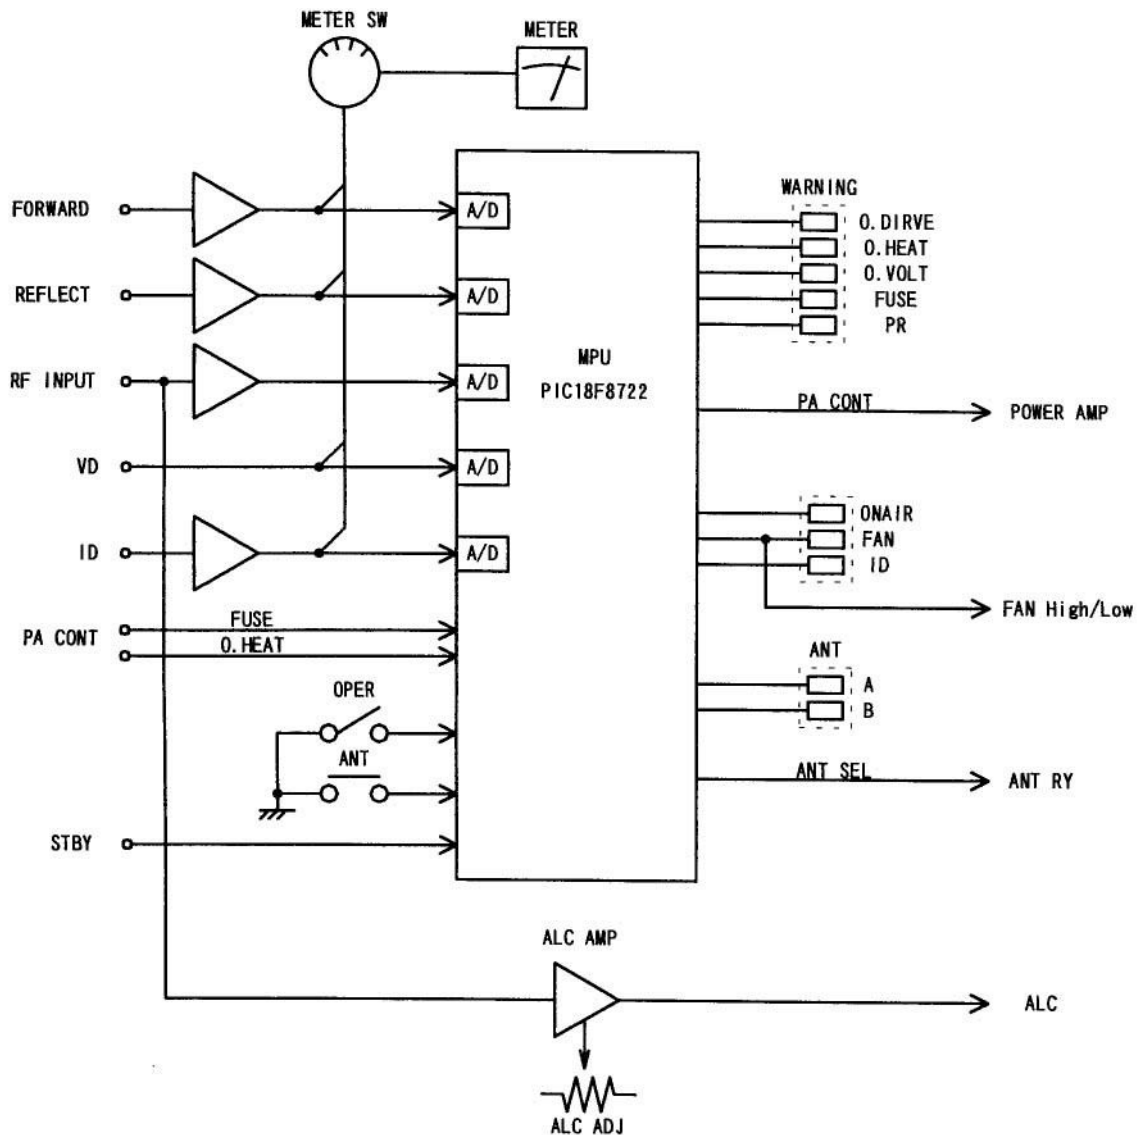 METER SW
METER
FORWARD
A/D
WARNING
O.DIRVE
O.HEAT
REFLECT
A/D
O.VOLT
FUSE
PR
MPU
PIC18F8722
RF INPUT
A/D
PA CONT
POWER AMP
VD
A/D
ONAIR
FAN
ID
A/D
ID
FAN High/Low
PA CONT
FUSE
O.HEAT
ANT
A
B
OPER
ANT
ANT SEL
ANT RY
STBY
ALC AMP
ALC
ALC ADJ